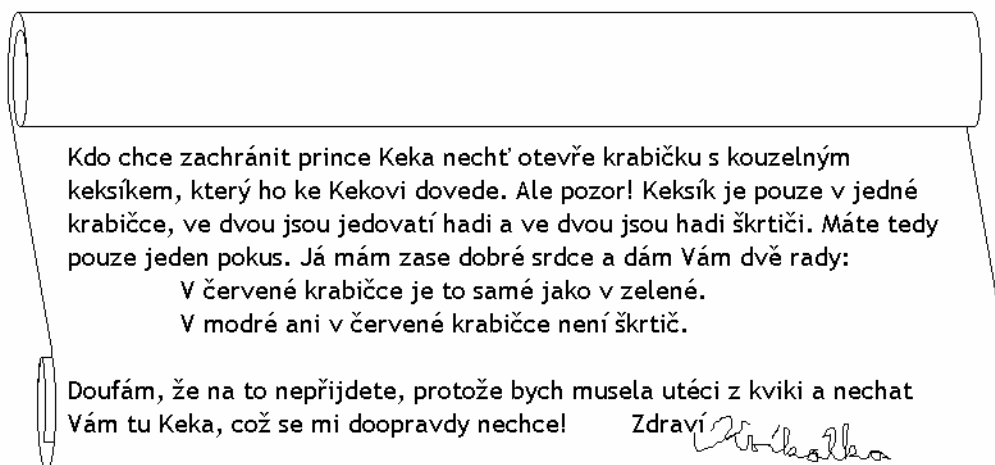 Kdo chce zachránit prince Keka nechť otevře krabičku s kouzelným
keksíkem, který ho ke Kekovi dovede. Ale pozor! Keksík je pouze v jedné
krabičce, ve dvou jsou jedovatí hadi a ve dvou jsou hadi škrtiči. Máte tedy
pouze jeden pokus. Já mám zase dobré srdce a dám Vám dvě rady:
V červené krabičce je to samé jako v zelené.
V modré ani v červené krabičce není škrtič.
Doufám, že na to nepřijdete, protože bych musela utéci z kviki a nechat
Vám tu Keka, což se mi doopravdy nechce! Zdraví